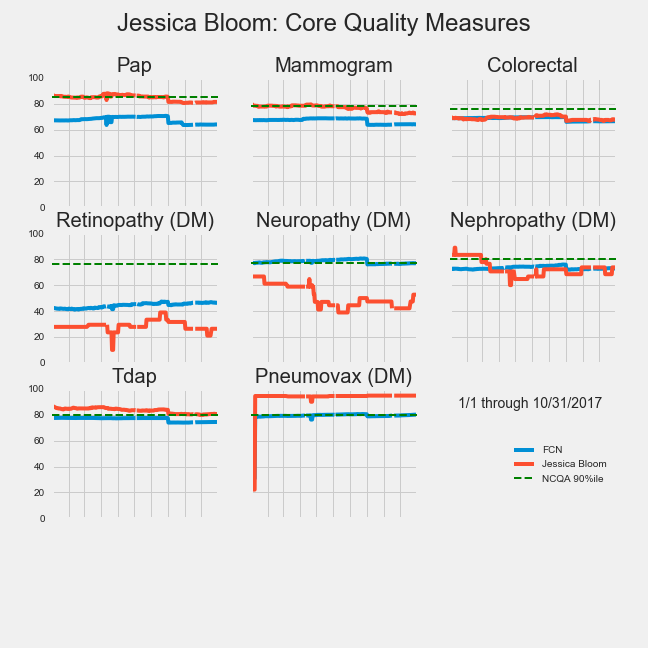 Jessica Bloom: Core Quality Measures
Pap
Mammogram
Colorectal
100
80
60
40
20
0
Retinopathy (DM)
Neuropathy (DM)
Nephropathy (DM)
100
80
60
40
20
0
Tdap
Pneumovax (DM)
100
80
60
40
20
0
1/1 through 10/31/2017
FCN
Jessica Bloom
NCQA 90%ile